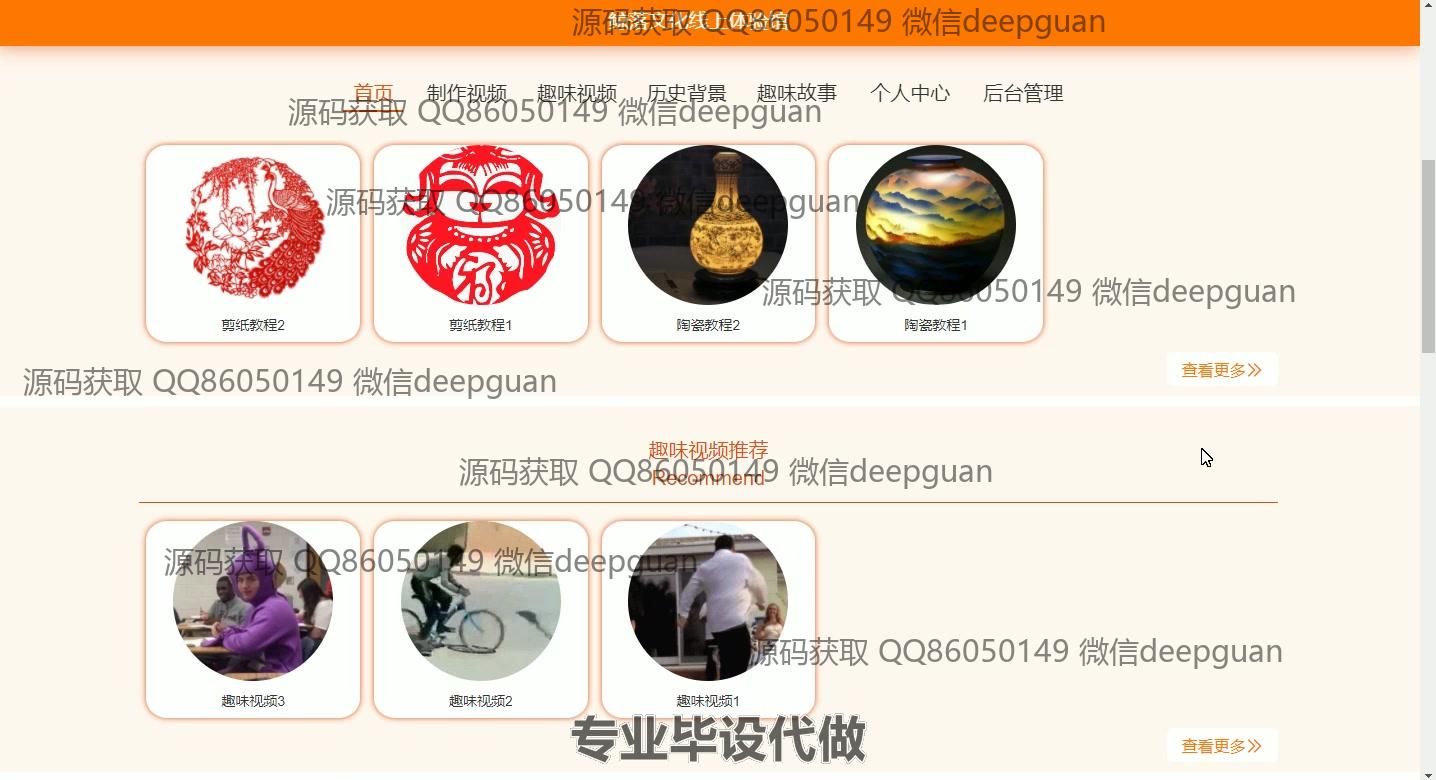 鲸落文化线上体验馆
源码获取 QQ86050149 微信deepguan
首页 制作视频 趣味视频 历史背景 趣味故事 个人中心 后台管理
源码获取 QQ86050149 微信deepguan
源码获取 QQ86050149 微信deepguan
源码获取 QQ86050149 微信deepguan
剪纸教程2 剪纸教程1 陶瓷教程2 陶瓷教程1
查看更多
源码获取 QQ86050149 微信deepguan
趣味视频推荐
源码获取 QQ86050149 微信deepguan
Recommend
源码获取 QQ86050149 微信deepguan
源码获取 QQ86050149 微信deepguan
趣味视频3 趣味视频2 趣味视频1
专业毕设代做
查看更多